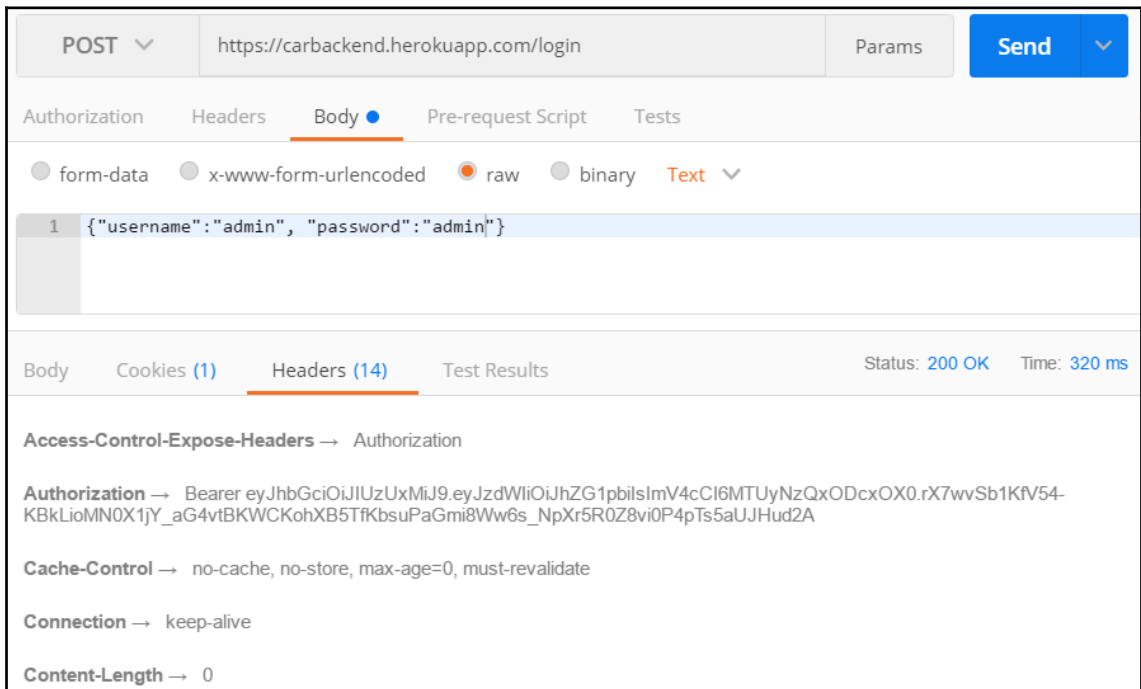 POST https://carbackend.herokuapp.com/login Params Send
Authorization Headers Body Pre-request Script Tests
form-data x-www-form-urlencoded raw binary Text
1 {"username":"admin", "password":"admin"}
Body Cookies (1) Headers (14) Test Results Status: 200 OK Time: 320 ms
Access-Control-Expose-Headers → Authorization
Authorization → Bearer eyJhbGciOiJIUzUxMiJ9.eyJzdWIiOiJhZG1pbiIsImV4cCI6MTUyNzQxODcxOX0.rX7wvSb1KfV54-
KBkLioMN0X1jY_aG4vtBKWCKohXB5TfKbsuPaGmi8Ww6s_NpXr5R0Z8vi0P4pTs5aUJHud2A
Cache-Control → no-cache, no-store, max-age=0, must-revalidate
Connection → keep-alive
Content-Length → 0